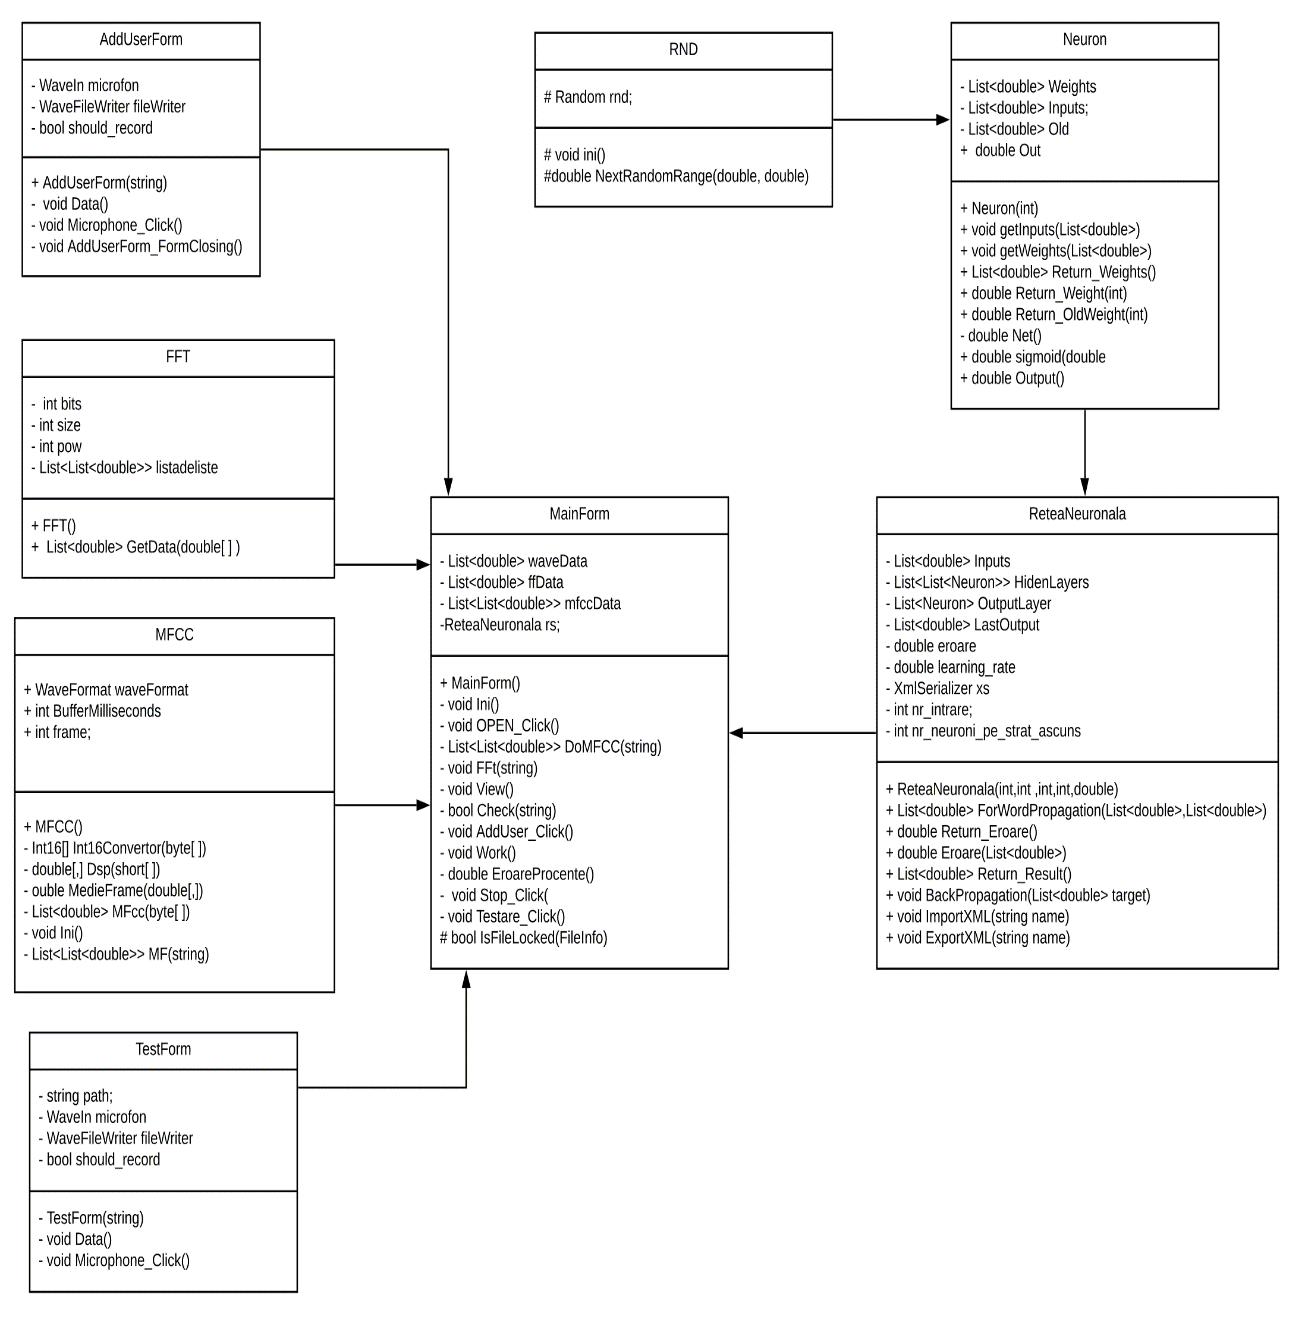 AddUserForm
- WaveIn microfon
- WaveFileWriter fileWriter
- bool should_record
+ AddUserForm(string)
-  void Data()
- void Microphone_Click()
- void AddUserForm_FormClosing()
RND
# Random rnd;
# void ini()
#double NextRandomRange(double, double)
Neuron
- List<double> Weights
- List<double> Inputs;
- List<double> Old
+  double Out
+ Neuron(int)
+ void getInputs(List<double>)
+ void getWeights(List<double>)
+ List<double> Return_Weights()
+ double Return_Weight(int)
+ double Return_OldWeight(int)
- double Net()
+ double sigmoid(double
+ double Output()
FFT
-  int bits
- int size
- int pow
- List<List<double>> listadeliste
+ FFT()
+  List<double> GetData(double[ ] )
MainForm
- List<double> waveData
- List<double> ffData
- List<List<double>> mfccData
-ReteaNeuronala rs;
+ MainForm()
- void Ini()
- void OPEN_Click()
- List<List<double>> DoMFCC(string)
- void FFt(string)
- void View()
- bool Check(string)
- void AddUser_Click()
- void Work()
- double EroareProcente()
-  void Stop_Click(
- void Testare_Click()
# bool IsFileLocked(FileInfo)
ReteaNeuronala
- List<double> Inputs
- List<List<Neuron>> HidenLayers
- List<Neuron> OutputLayer
- List<double> LastOutput
- double eroare
- double learning_rate
- XmlSerializer xs
- int nr_intrare;
- int nr_neuroni_pe_strat_ascuns
+ ReteaNeuronala(int,int ,int,int,double)
+ List<double> ForWordPropagation(List<double>,List<double>)
+ double Return_Eroare()
+ double Eroare(List<double>)
+ List<double> Return_Result()
+ void BackPropagation(List<double> target)
+ void ImportXML(string name)
+ void ExportXML(string name)
MFCC
+ WaveFormat waveFormat
+ int BufferMilliseconds
+ int frame;
+ MFCC()
- Int16[] Int16Convertor(byte[ ])
- double[,] Dsp(short[ ])
- ouble MedieFrame(double[,])
- List<double> MFcc(byte[ ])
- void Ini()
- List<List<double>> MF(string)
TestForm
- string path;
- WaveIn microfon
- WaveFileWriter fileWriter
- bool should_record
- TestForm(string)
- void Data()
- void Microphone_Click()